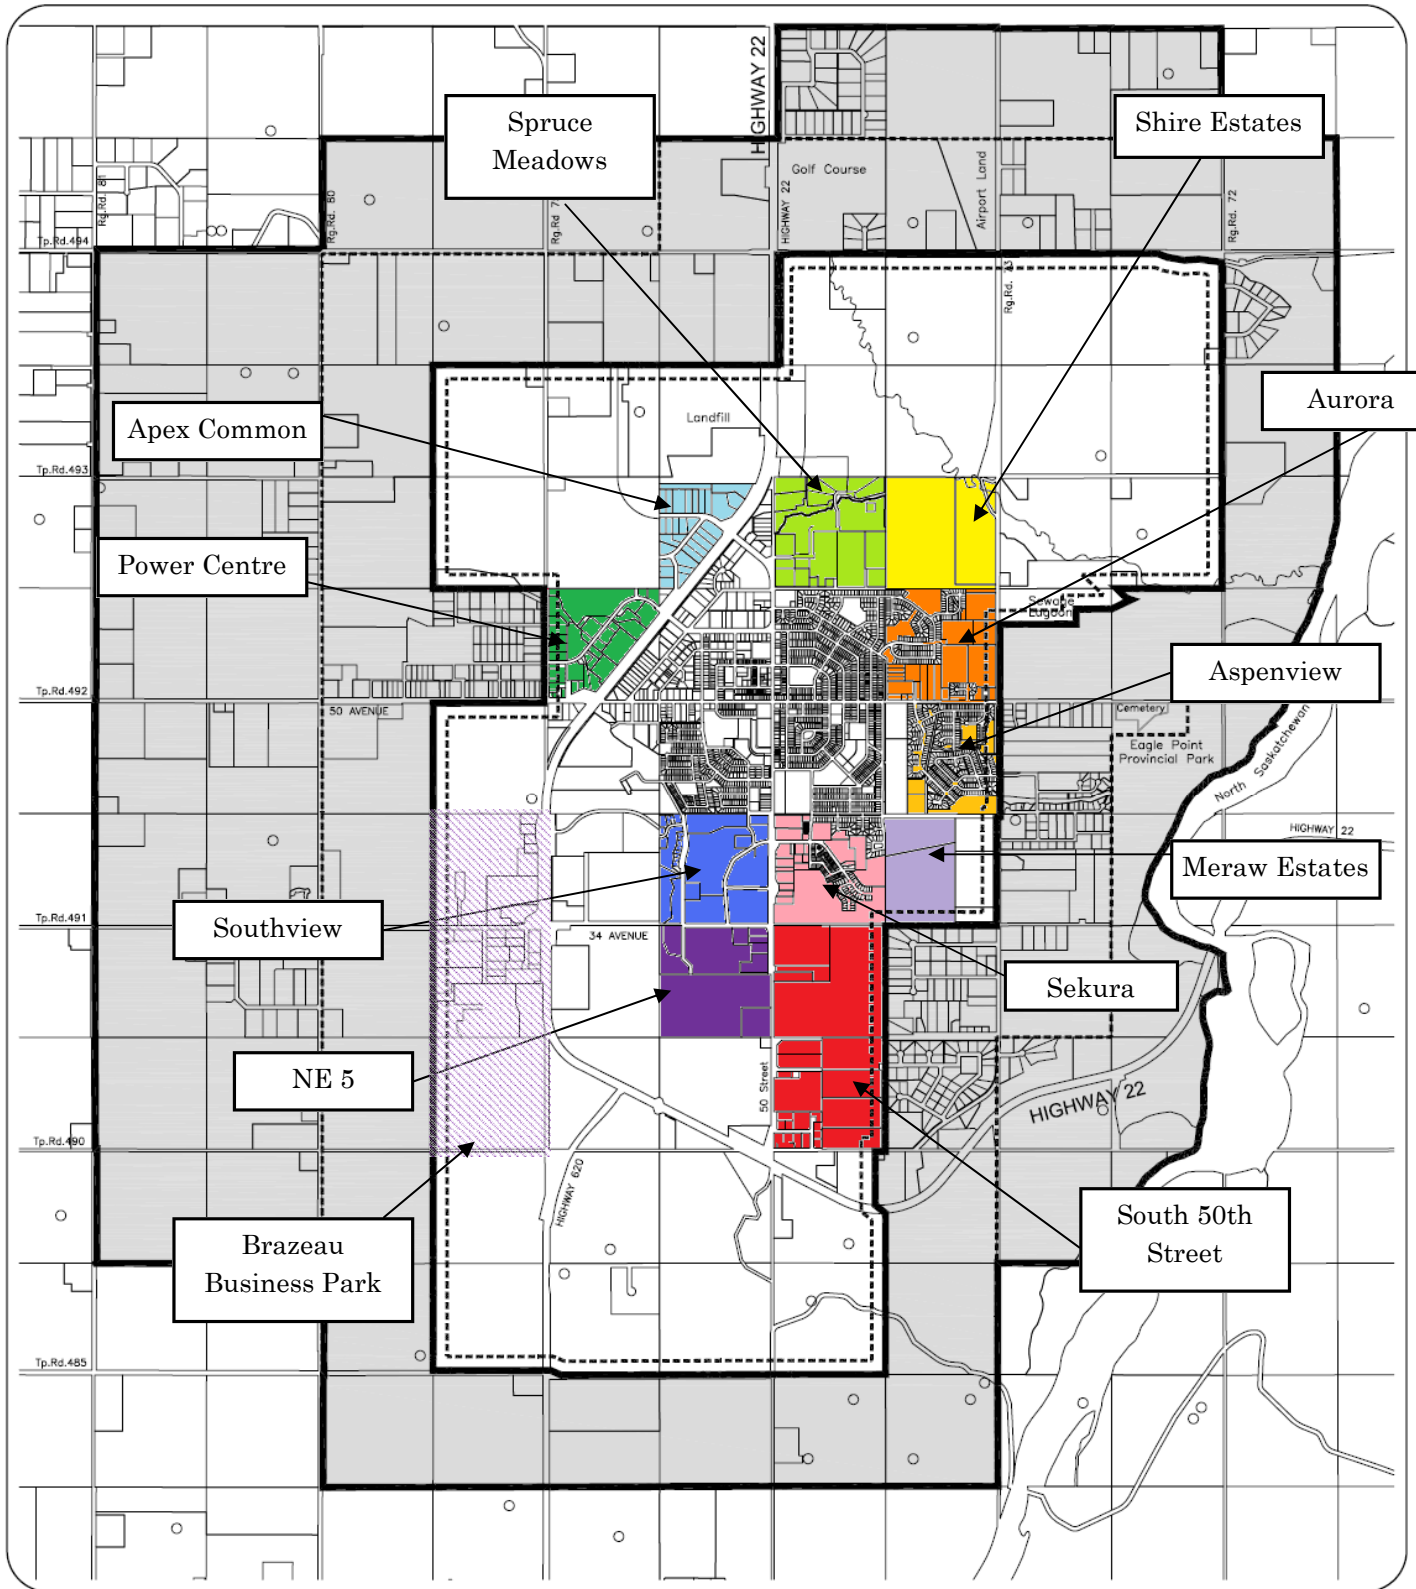 HIGHWAY 22
Spruce
Meadows
Shire Estates
Golf Course
Airport Land
HIGHWAY 22
Rg.Rd. 81
Rg.Rd. 80
Rg.Rd 7
Rg.Rd. 72
Tp.Rd.494
Rg.Rd. 73
Aurora
Landfill
Apex Common
Tp.Rd.493
Power Centre
Sewage
Lagoon
Aspenview
Tp.Rd.492
50 AVENUE
Cemetery
Eagle Point
Provincial Park
North Saskatchewan
HIGHWAY 22
Meraw Estates
Southview
Tp.Rd.491
34 AVENUE
Sekura
NE 5
50 Street
HIGHWAY 22
Tp.Rd.490
HIGHWAY 620
South 50th
Street
Brazeau
Business Park
Tp.Rd.485